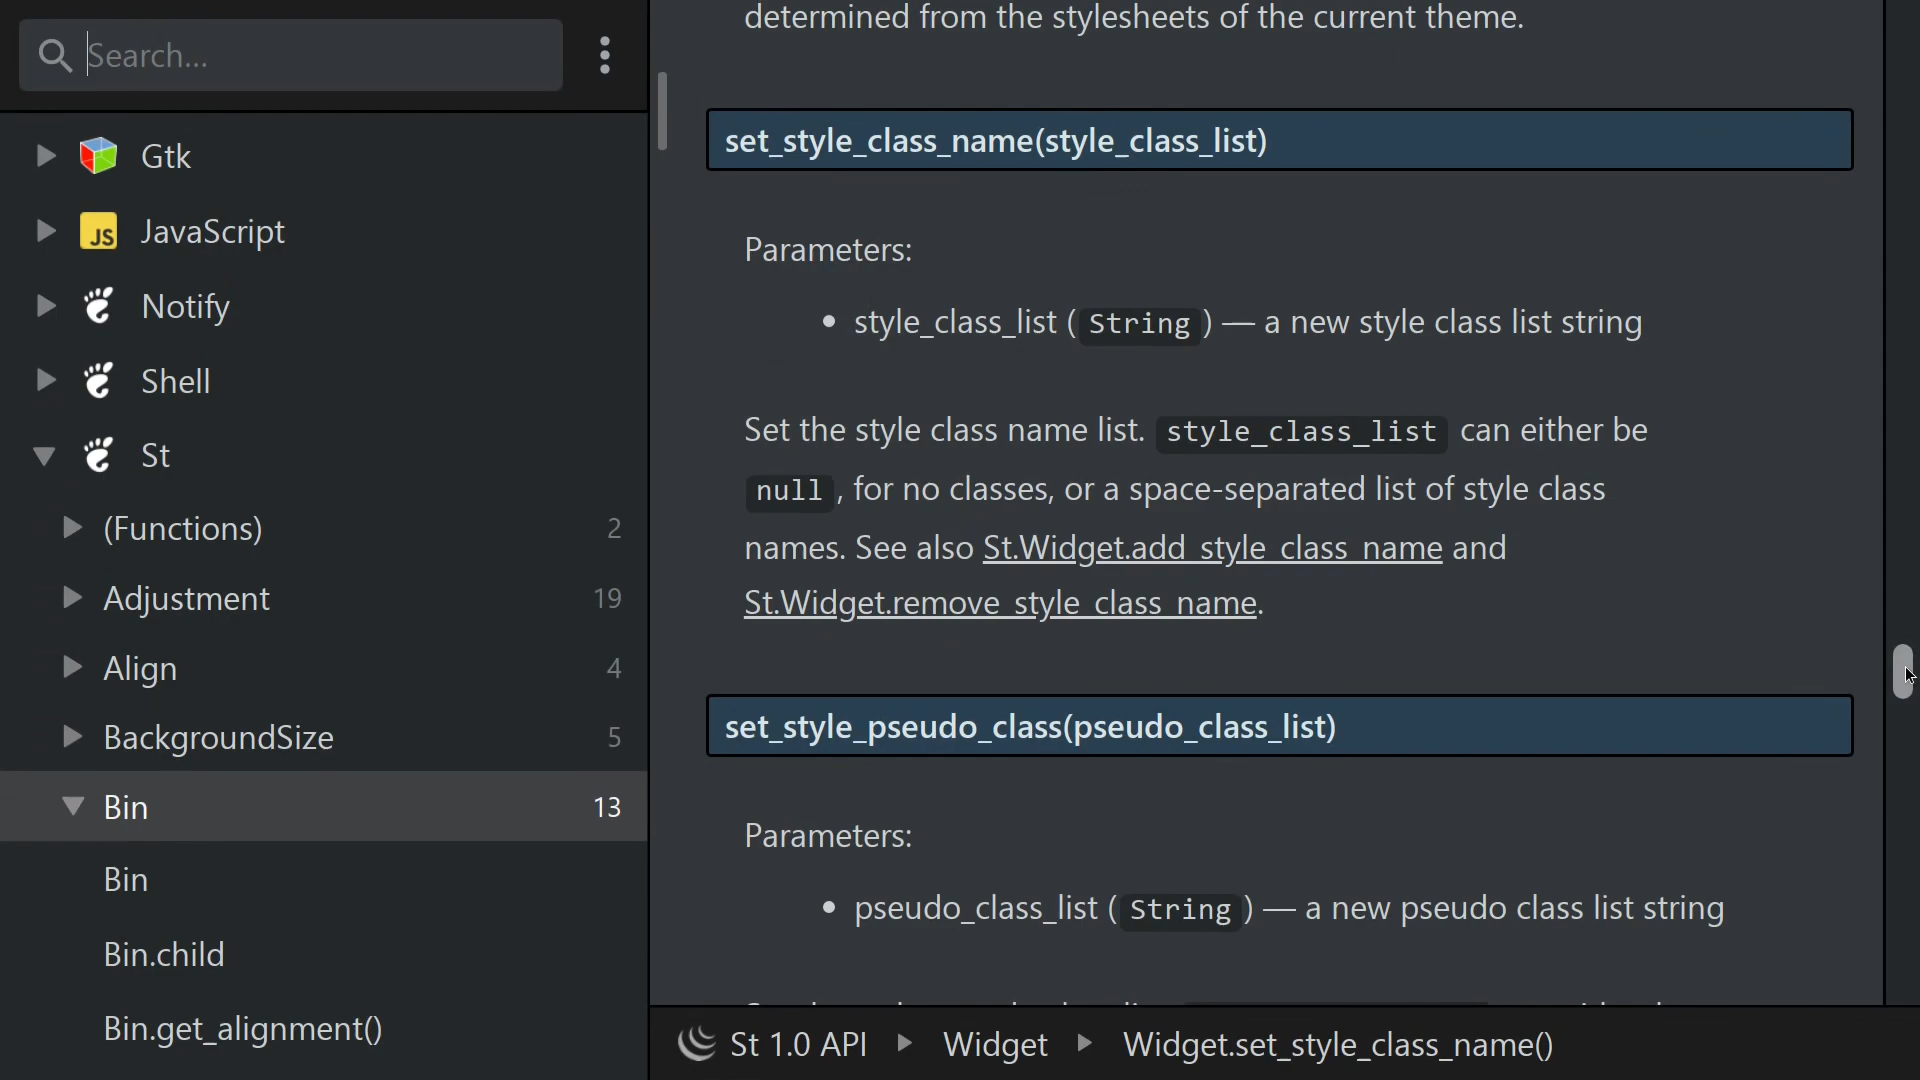 Search...
Gtk
JS JavaScript
Notify
Shell
St
(Functions) 2
Adjustment 19
Align 4
BackgroundSize 5
Bin 13
Bin
Bin.child
Bin.get_alignment()
determined from the stylesheets of the current theme.
set_style_class_name(style_class_list)
Parameters:
style_class_list ( String ) — a new style class list string
Set the style class name list. style_class_list can either be
null , for no classes, or a space-separated list of style class
names. See also St.Widget.add_style_class_name and
St.Widget.remove_style_class_name.
set_style_pseudo_class(pseudo_class_list)
Parameters:
pseudo_class_list ( String ) — a new pseudo class list string
St 1.0 API Widget Widget.set_style_class_name()